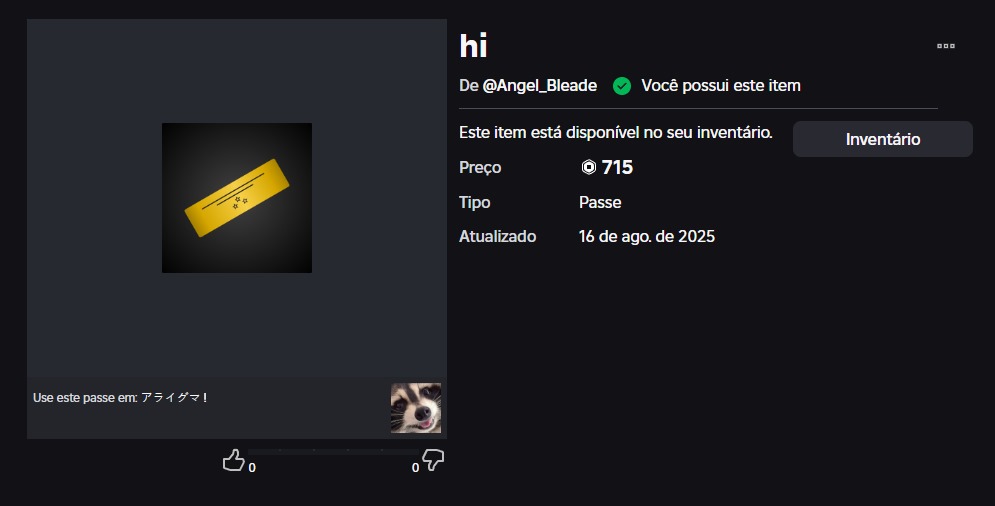 hi
De @Angel_Bleade Você possui este item
Este item está disponível no seu inventário.
Inventário
Preço 715
Tipo Passe
Atualizado 16 de ago. de 2025
Use este passe em: アライグマ !
0 0